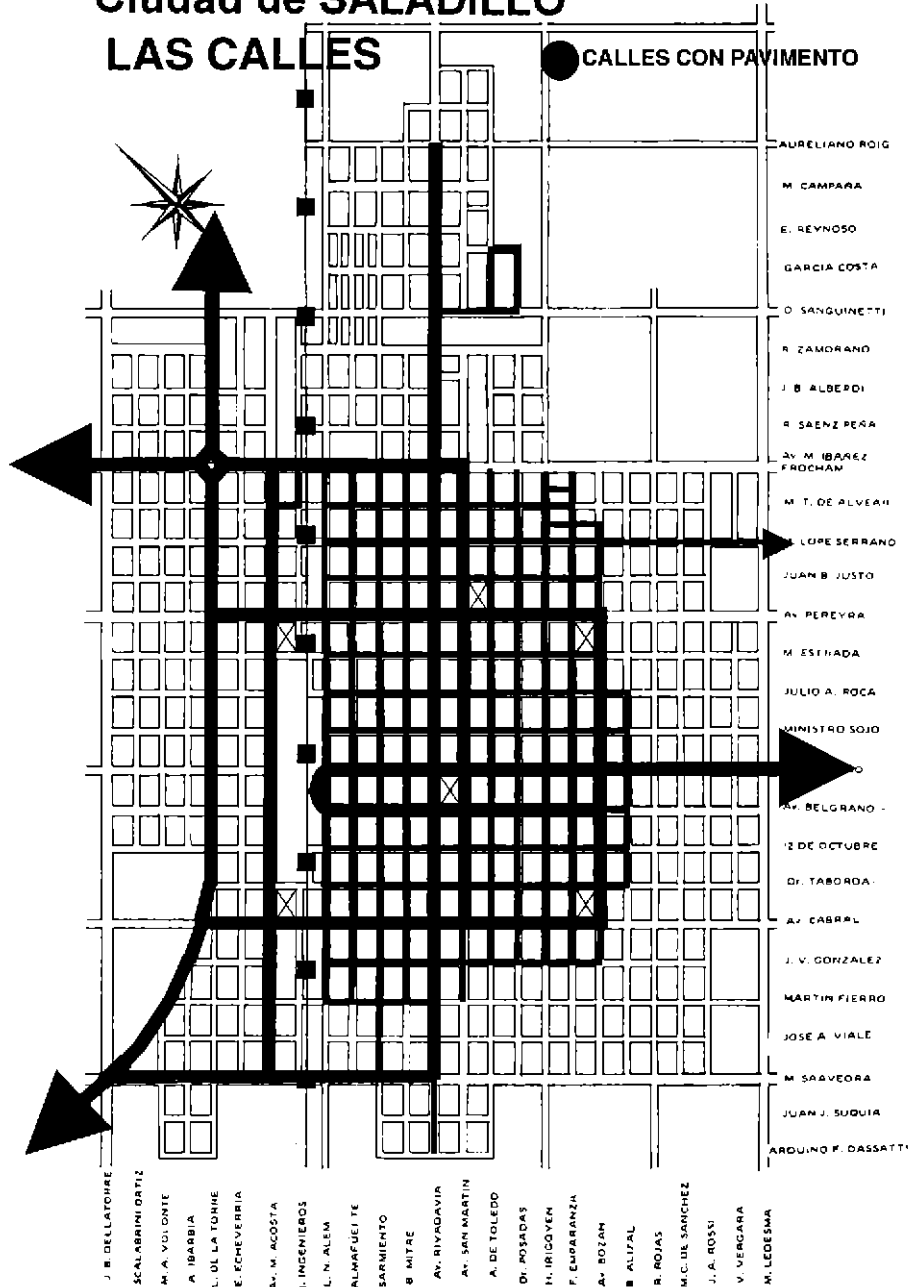 Ciudad de SALADILLO
LAS CALLES
CALLES CON PAVIMENTO
AURELIANO ROIG
M. CAMPARA
E. REYNOSO
GARCIA COSTA
D. SANGUINETTI
R. ZAMORANO
J. B. ALBERDI
R. SAENZ PEÑA
Av. M. IBAÑEZ
FROCHAM
M. T. DE ALVEAR
LOPE SERRANO
JUAN B. JUSTO
Av. PEREYRA
M. ESTRADA
JULIO A. ROCA
MINISTRO SOJO
Av. BELGRANO
12 DE OCTUBRE
Dr. TABORDA
Av. CABRAL
J. V. GONZALEZ
MARTIN FIERRO
JOSE A. VIALE
M. SAAVEDRA
JUAN J. SUQUIA
ARDUINO F. DASSATTI
J. B. DELLATORRE
SCALABRINI ORTIZ
M. A. VOLONTE
A. IBARBIA
L. DE LA TORRE
E. ECHEVERRIA
Av. M. ACOSTA
J. INGENIEROS
L. N. ALEM
ALMAFUERTE
SARMIENTO
B. MITRE
Av. RIVADAVIA
Av. SAN MARTIN
A. DE TOLEDO
Dr. POSADAS
H. IRIGOYEN
F. EMPARANZA
Av. BOZAN
B. ALIZAL
R. ROJAS
M.C. DE SANCHEZ
J. A. ROSSI
V. VERGARA
M. LEDESMA